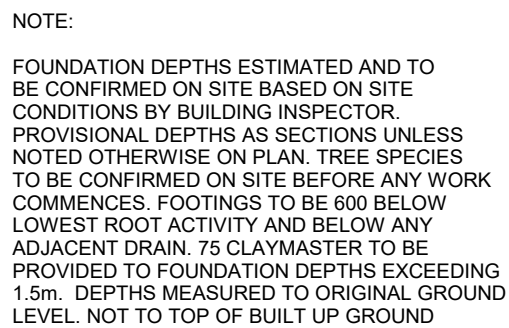 NOTE:
FOUNDATION DEPTHS ESTIMATED AND TO
BE CONFIRMED ON SITE BASED ON SITE
CONDITIONS BY BUILDING INSPECTOR.
PROVISIONAL DEPTHS AS SECTIONS UNLESS
NOTED OTHERWISE ON PLAN. TREE SPECIES
TO BE CONFIRMED ON SITE BEFORE ANY WORK
COMMENCES. FOOTINGS TO BE 600 BELOW
LOWEST ROOT ACTIVITY AND BELOW ANY
ADJACENT DRAIN. 75 CLAYMASTER TO BE
PROVIDED TO FOUNDATION DEPTHS EXCEEDING
1.5m.  DEPTHS MEASURED TO ORIGINAL GROUND
LEVEL. NOT TO TOP OF BUILT UP GROUND